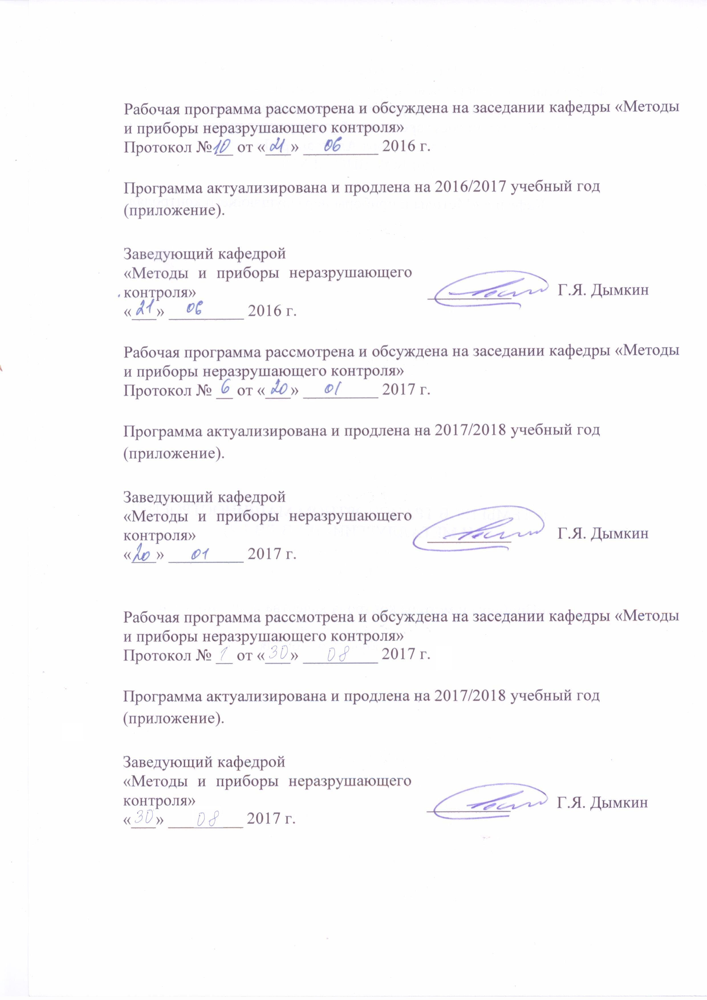 Рабочая программа рассмотрена и обсуждена на заседании кафедры «Методы
и приборы неразрушающего контроля»
Протокол № 10 от «21» 06 2016 г.
Программа актуализирована и продлена на 2016/2017 учебный год
(приложение).
Заведующий кафедрой
«Методы и приборы неразрушающего
контроля» Г.Я. Дымкин
«21» 06 2016 г.
Рабочая программа рассмотрена и обсуждена на заседании кафедры «Методы
и приборы неразрушающего контроля»
Протокол № 6 от «20» 01 2017 г.
Программа актуализирована и продлена на 2017/2018 учебный год
(приложение).
Заведующий кафедрой
«Методы и приборы неразрушающего
контроля» Г.Я. Дымкин
«20» 01 2017 г.
Рабочая программа рассмотрена и обсуждена на заседании кафедры «Методы
и приборы неразрушающего контроля»
Протокол № 1 от «30» 08 2017 г.
Программа актуализирована и продлена на 2017/2018 учебный год
(приложение).
Заведующий кафедрой
«Методы и приборы неразрушающего
контроля» Г.Я. Дымкин
«30» 08 2017 г.